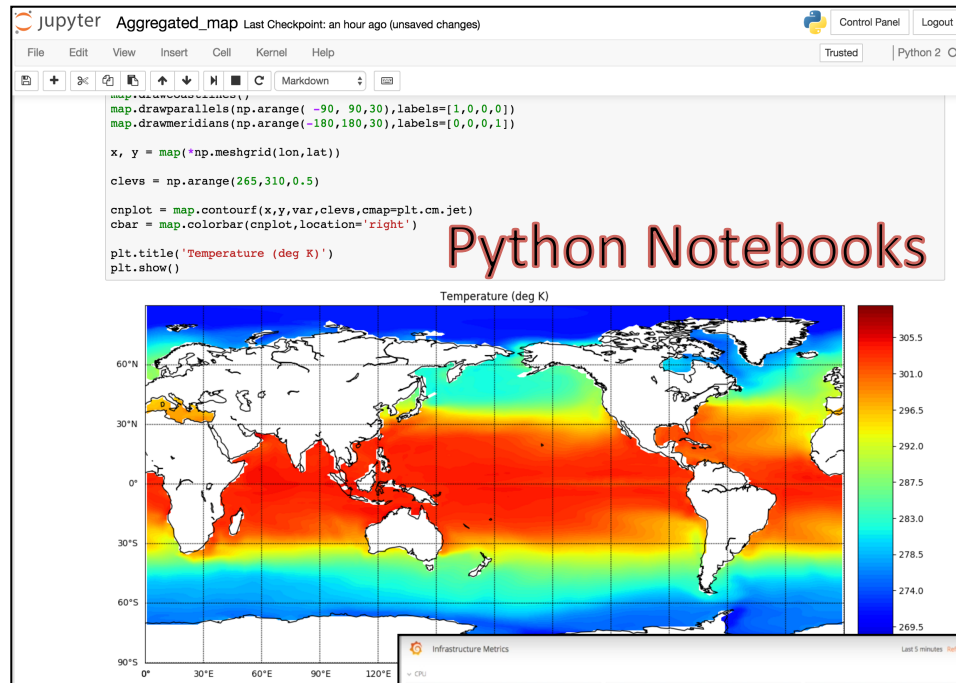 jupyter Aggregated_map Last Checkpoint: an hour ago (unsaved changes) Control Panel Logout
File Edit View Insert Cell Kernel Help Trusted Python 2
Markdown
map.drawcoastlines()
map.drawparallels(np.arange( -90, 90,30),labels=[1,0,0,0])
map.drawmeridians(np.arange(-180,180,30),labels=[0,0,0,1])
x, y = map(*np.meshgrid(lon,lat))
clevs = np.arange(265,310,0.5)
cnplot = map.contourf(x,y,var,clevs,cmap=plt.cm.jet)
cbar = map.colorbar(cnplot,location='right')
plt.title('Temperature (deg K)')
plt.show()
Python Notebooks
Temperature (deg K)
305.5
60°N
301.0
296.5
30°N
292.0
0°
287.5
283.0
30°S
278.5
60°S
274.0
269.5
90°S
0° 30°E 60°E 90°E 120°E
Infrastructure Metrics Last 5 minutes
CPU